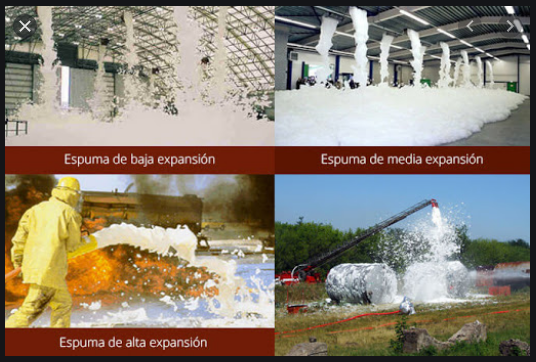 Espuma de baja expansión
Espuma de media expansión
Espuma de alta expansión